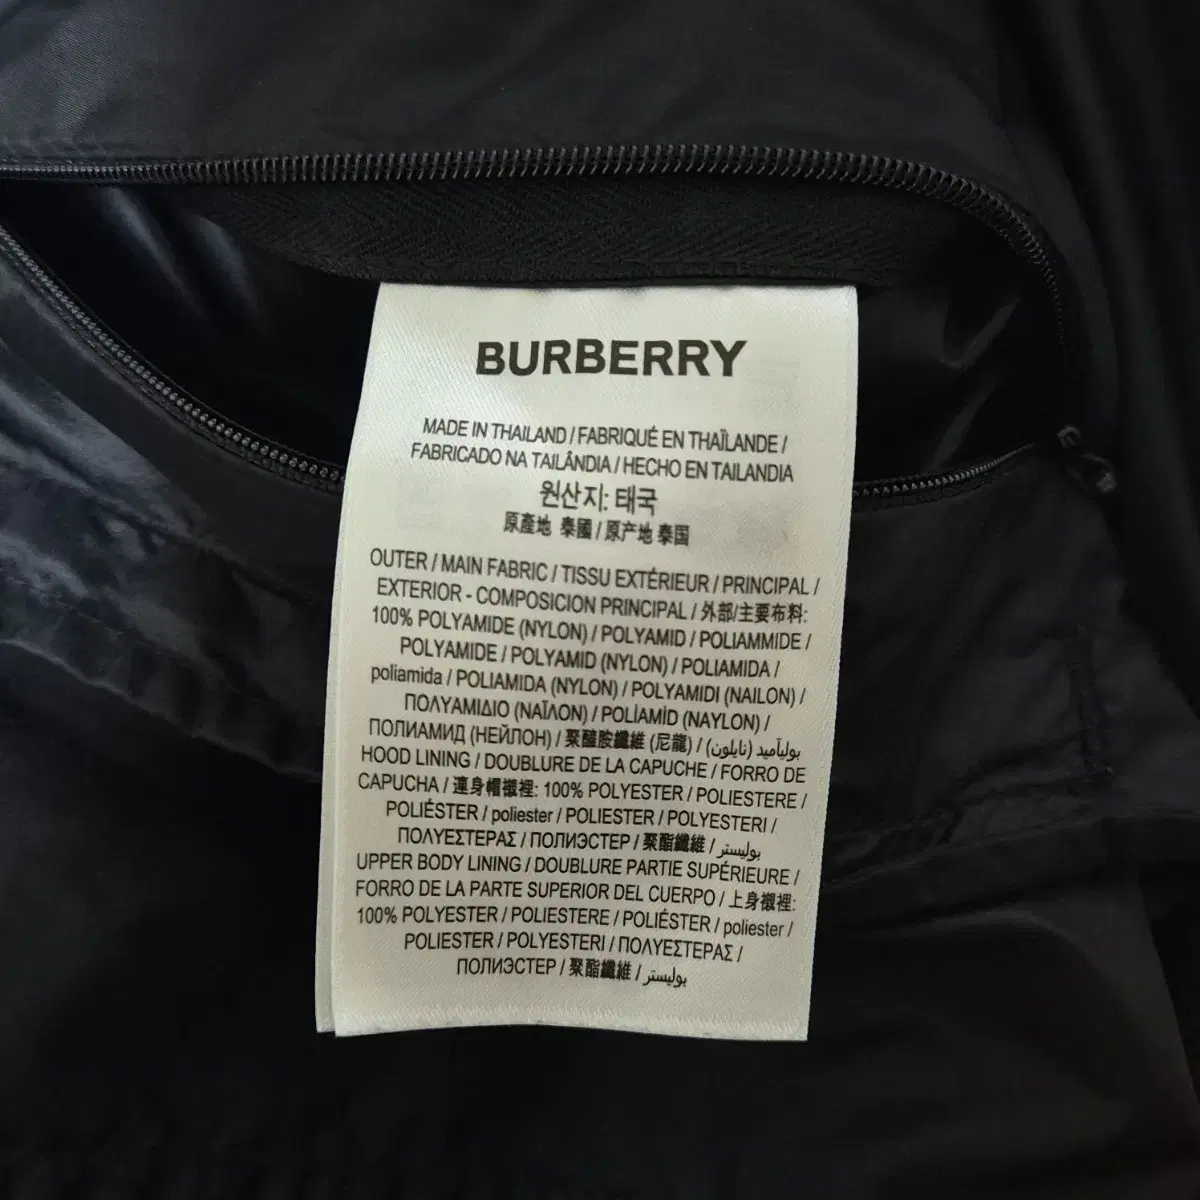 BURBERRY
MADE IN THAILAND / FABRIQUÉ EN THAÏLANDE /
FABRICADO NA TAILÂNDIA / HECHO EN TAILANDIA
원산지: 태국
原產地 泰國 / 原产地 泰国
OUTER / MAIN FABRIC / TISSU EXTÉRIEUR / PRINCIPAL /
EXTERIOR - COMPOSICION PRINCIPAL / 外部/主要布料:
100% POLYAMIDE (NYLON) / POLYAMID / POLIAMMIDE /
POLYAMIDE / POLYAMID (NYLON) / POLIAMIDA /
poliamida / POLIAMIDA (NYLON) / POLYAMIDI (NAILON) /
ΠΟΛΥΑΜΙΔΙΟ (ΝΑΪΛΟΝ) / POLİAMİD (NAYLON) /
ПОЛИАМИД (НЕЙЛОН) / 聚醯胺纖維 (尼龍) / بولیآمید (نایلون)
HOOD LINING / DOUBLURE DE LA CAPUCHE / FORRO DE
CAPUCHA / 連身帽襯裡: 100% POLYESTER / POLIESTERE /
POLIÉSTER / poliester / POLIESTER / POLYESTERI /
ΠΟΛΥΕΣΤΕΡΑΣ / ПОЛИЭСТЕР / 聚酯纖維 / بولیستر
UPPER BODY LINING / DOUBLURE PARTIE SUPÉRIEURE /
FORRO DE LA PARTE SUPERIOR DEL CUERPO / 上身襯裡:
100% POLYESTER / POLIESTERE / POLIÉSTER / poliester /
POLIESTER / POLYESTERI / ΠΟΛΥΕΣΤΕΡΑΣ /
ПОЛИЭСТЕР / 聚酯纖維 / بولیستر